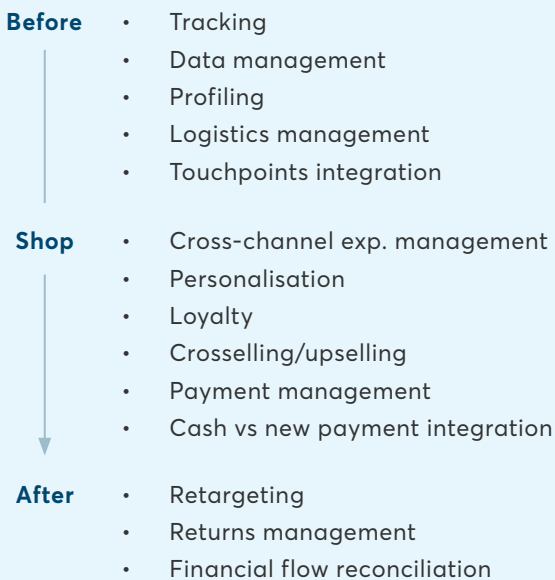 Before • Tracking
• Data management
• Profiling
• Logistics management
• Touchpoints integration
Shop • Cross-channel exp. management
• Personalisation
• Loyalty
• Crosselling/upselling
• Payment management
• Cash vs new payment integration
After • Retargeting
• Returns management
• Financial flow reconciliation